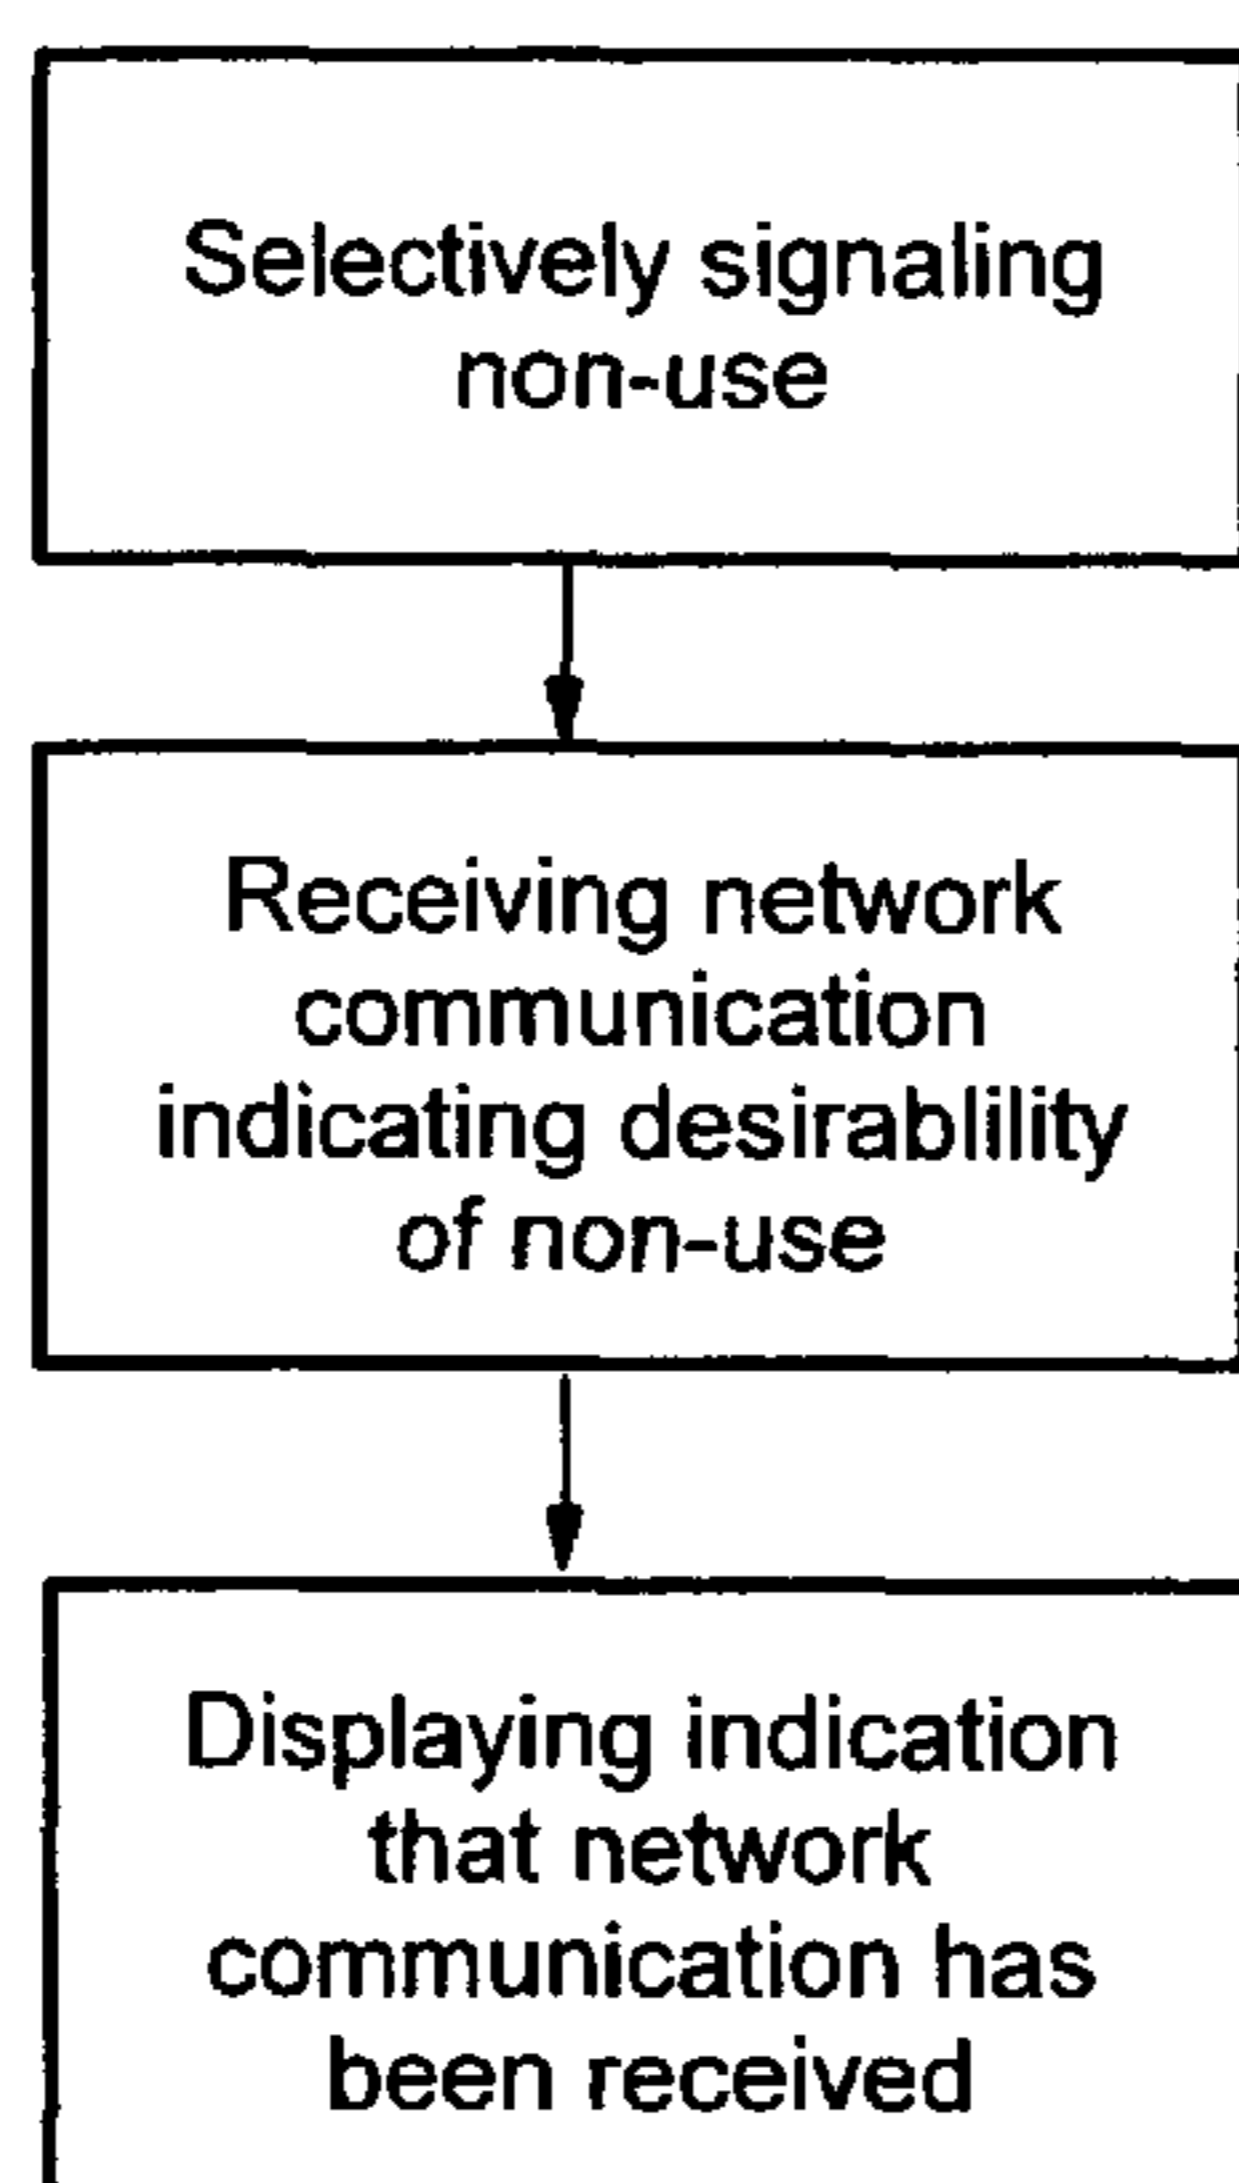 Selectively signaling
non-use
Receiving network
communication
indicating desirablility
of non-use
Displaying indication
that network
communication has
been received